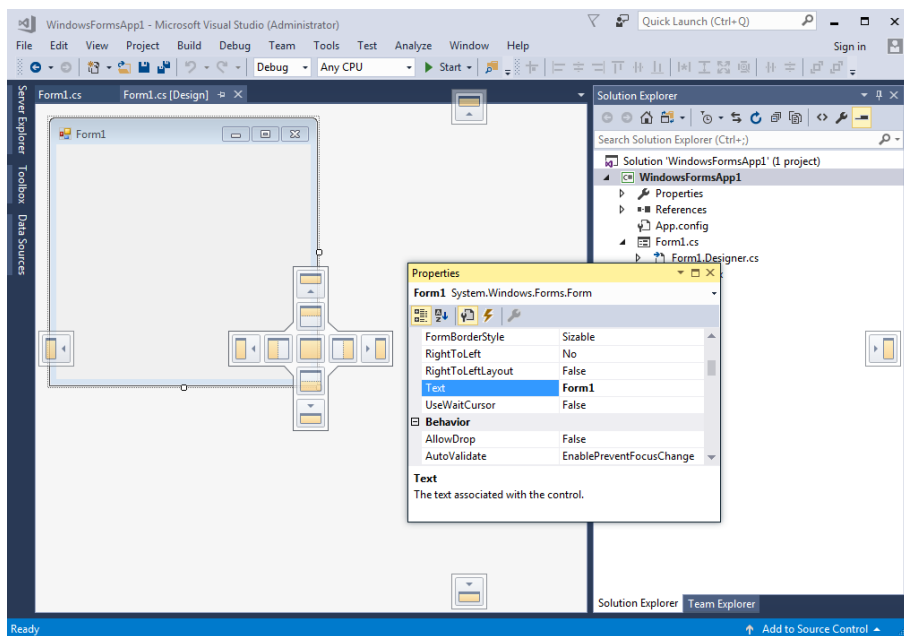 WindowsFormsApp1 - Microsoft Visual Studio (Administrator)
Quick Launch (Ctrl+Q)
File Edit View Project Build Debug Team Tools Test Analyze Window Help
Sign in
Debug Any CPU Start
Server Explorer
Toolbox
Data Sources
Form1.cs Form1.cs [Design]
Form1
Solution Explorer
Search Solution Explorer (Ctrl+;)
Solution 'WindowsFormsApp1' (1 project)
C# WindowsFormsApp1
Properties
References
App.config
Form1.cs
Form1.Designer.cs
Properties
Form1 System.Windows.Forms.Form
FormBorderStyle Sizable
RightToLeft No
RightToLeftLayout False
Text Form1
UseWaitCursor False
Behavior
AllowDrop False
AutoValidate EnablePreventFocusChange
Text
The text associated with the control.
Solution Explorer Team Explorer
Ready
Add to Source Control